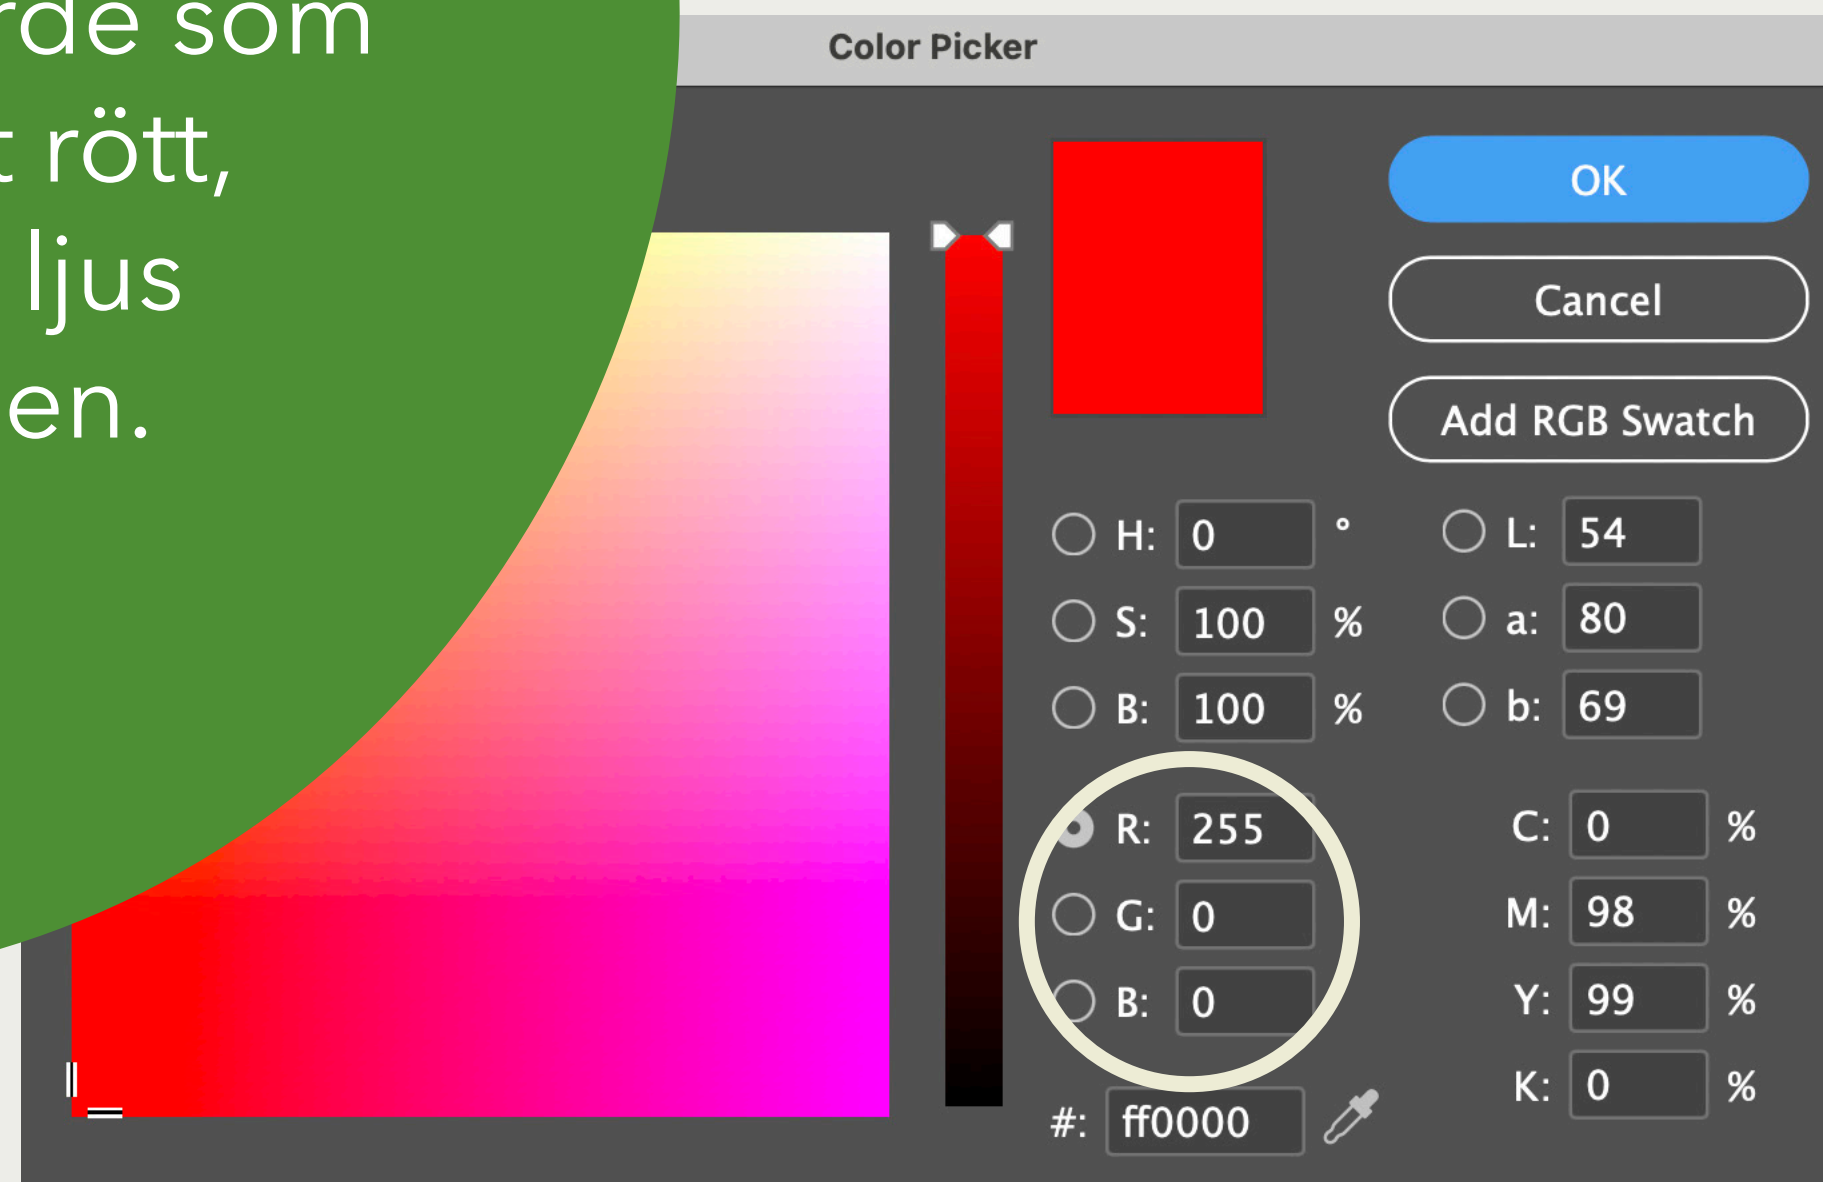 rde som
t rött,
ljus
en.
Color Picker
OK
Cancel
Add RGB Swatch
H: 0 °
S: 100 %
B: 100 %
L: 54
a: 80
b: 69
R: 255
G: 0
B: 0
C: 0 %
M: 98 %
Y: 99 %
K: 0 %
#: ff0000